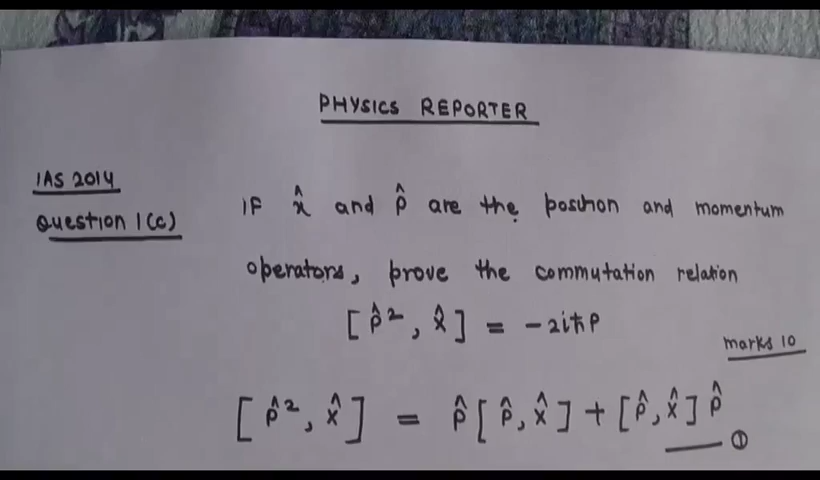 PHYSICS REPORTER
IAS 2014
Question 1(c)
IF x̂ and p̂ are the position and momentum
operators, prove the commutation relation
[p̂², x̂] = -2iħp
marks 10
[p̂², x̂] = p̂[p̂, x̂] + [p̂, x̂]p̂
①